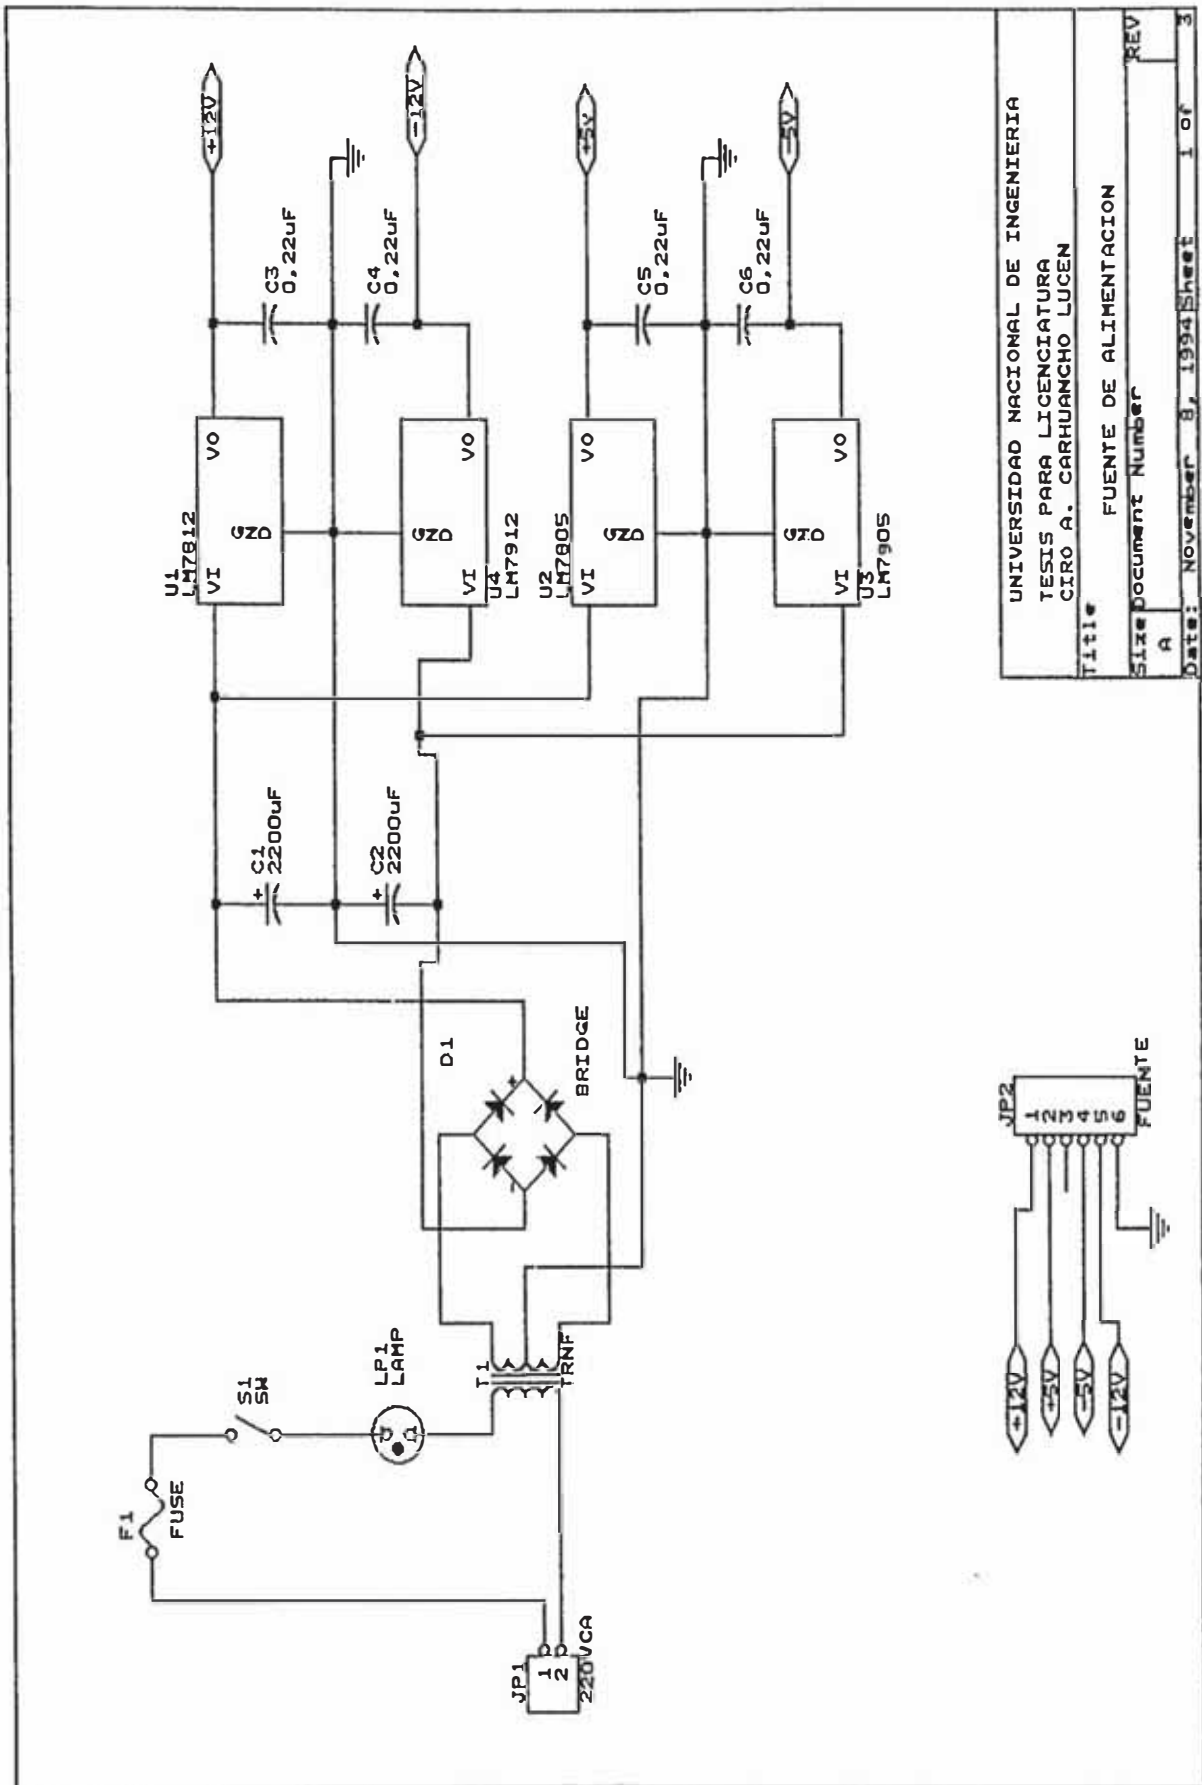 F1
FUSE
S1
SW
LP1
LAMP
JP1
1
2
220VCA
T1
TRNF
D1
+
-
BRIDGE
+ C1
2200uF
+ C2
2200uF
U1
LM7812
VI
GND
VO
U4
LM7912
VI
GND
VO
U2
LM7805
VI
GND
VO
U3
LM7905
VI
GND
VO
C3
0,22uF
C4
0,22uF
C5
0,22uF
C6
0,22uF
+12V
-12V
+5V
-5V
+12V
+5V
-5V
-12V
JP2
1
2
3
4
5
6
FUENTE
UNIVERSIDAD NACIONAL DE INGENIERIA
TESIS PARA LICENCIATURA
CIRO A. CARHUANCHO LUCEN
Title
FUENTE DE ALIMENTACION
Size Document Number REV
A
Date: November 8, 1994 Sheet 1 of 3